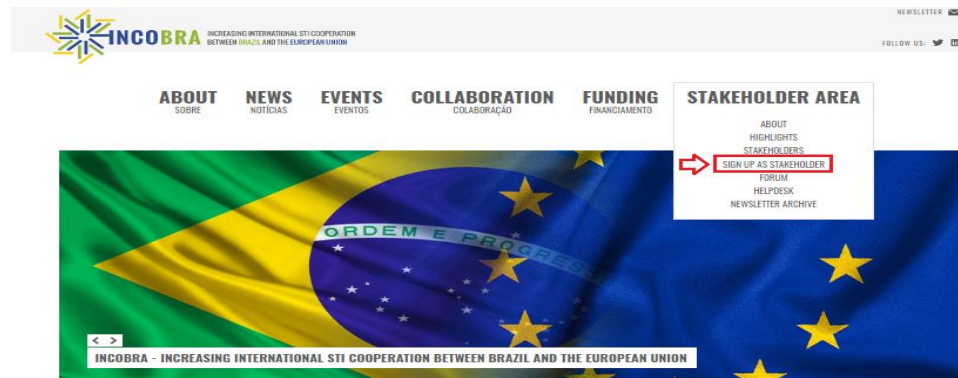 NEWSLETTER
INCOBRA INCREASING INTERNATIONAL STI COOPERATION
BETWEEN BRAZIL AND THE EUROPEAN UNION
FOLLOW US:
ABOUT NEWS EVENTS COLLABORATION FUNDING STAKEHOLDER AREA
SOBRE NOTÍCIAS EVENTOS COLABORAÇÃO FINANCIAMENTO
ABOUT
HIGHLIGHTS
STAKEHOLDERS
SIGN UP AS STAKEHOLDER
FORUM
HELPDESK
NEWSLETTER ARCHIVE
ORDEM E PROGRESSO
< >
INCOBRA - INCREASING INTERNATIONAL STI COOPERATION BETWEEN BRAZIL AND THE EUROPEAN UNION